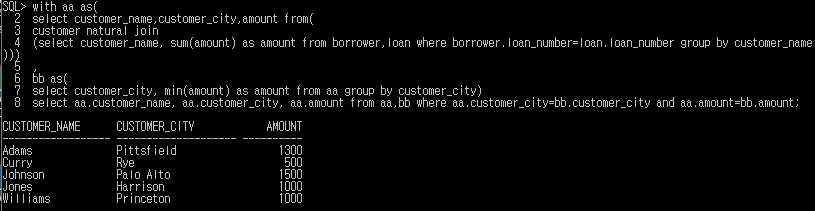 SQL> with aa as(
2 select customer_name,customer_city,amount from(
3 customer natural join
4 (select customer_name, sum(amount) as amount from borrower,loan where borrower.loan_number=loan.loan_number group by customer_name
)))
5 ,
6 bb as(
7 select customer_city, min(amount) as amount from aa group by customer_city)
8 select aa.customer_name, aa.customer_city, aa.amount from aa,bb where aa.customer_city=bb.customer_city and aa.amount=bb.amount;
CUSTOMER_NAME CUSTOMER_CITY AMOUNT
-------------------- -------------------- ----------
Adams Pittsfield 1300
Curry Rye 500
Johnson Palo Alto 1500
Jones Harrison 1000
Williams Princeton 1000